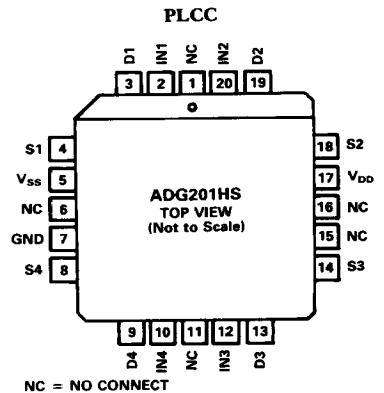 PLCC
D1 IN1 NC IN2 D2
3 2 1 20 19
S1 4 18 S2
VSS 5 17 VDD
NC 6 16 NC
GND 7 15 NC
S4 8 14 S3
ADG201HS
TOP VIEW
(Not to Scale)
9 10 11 12 13
D4 IN4 NC IN3 D3
NC = NO CONNECT